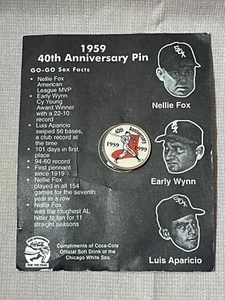 1959
40th Anniversary Pin
GO-GO Sox Facts
• Nellie Fox
American
League MVP
• Early Wynn
Cy Young
Award Winner
with a 22-10
record
• Luis Aparicio
swiped 56 bases,
a club record at
the time
• 101 days in first
place
• 94-60 record
• First pennant
since 1919
• Nellie Fox
played in all 154
games for the
seventh year in a
row
• Nellie Fox
was the toughest AL
hitter to fan for 11
straight seasons
SOX
Nellie Fox
40th ANNIVERSARY
1959 1999
Early Wynn
Luis Aparicio
Compliments of Coca-Cola
Official Soft Drink of the
Chicago White Sox